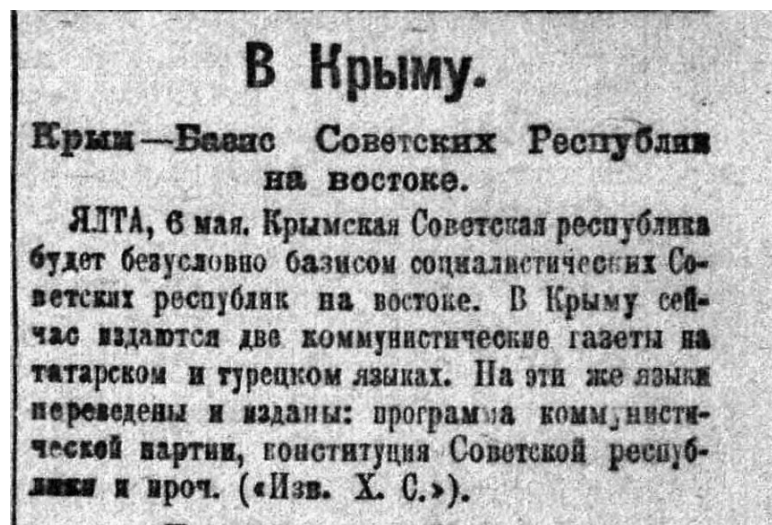 В Крыму.
Крым—Базис Советских Республик
на востоке.
ЯЛТА, 6 мая. Крымская Советская республика
будет безусловно базисом социалистических Со-
ветских республик на востоке. В Крыму сей-
час издаются две коммунистические газеты на
татарском и турецком языках. На эти же языки
переведены и изданы: программа коммунисти-
ческой партии, конституция Советской респуб-
лики и проч. («Изв. Х. С.»).